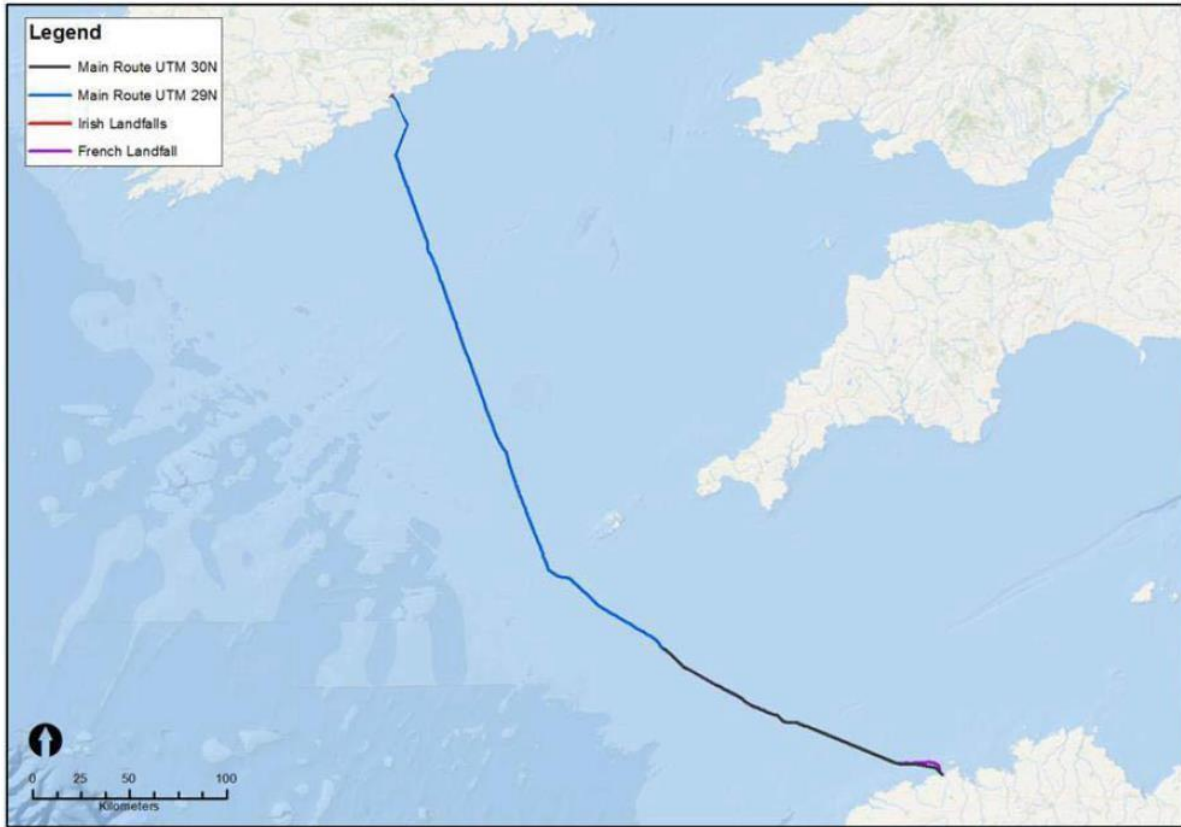 Legend
Main Route UTM 30N
Main Route UTM 29N
Irish Landfalls
French Landfall
0 25 50 100
Kilometers